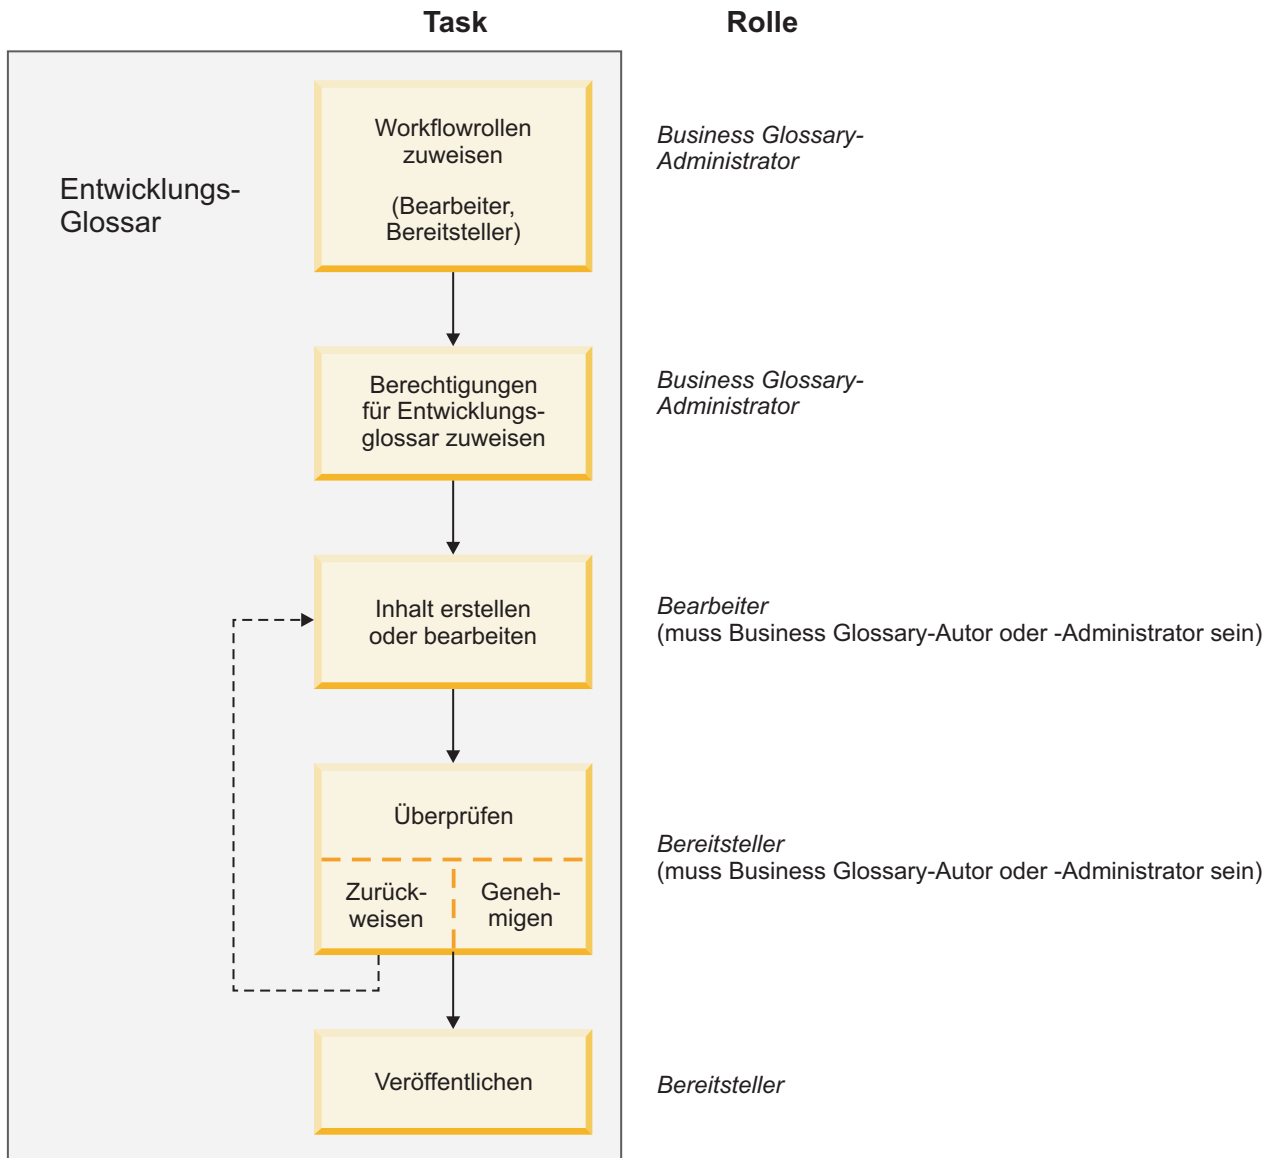 Task
Rolle
Entwicklungs-
Glossar
Workflowrollen
zuweisen
(Bearbeiter,
Bereitsteller)
Business Glossary-
Administrator
Berechtigungen
für Entwicklungs-
glossar zuweisen
Business Glossary-
Administrator
Inhalt erstellen
oder bearbeiten
Bearbeiter
(muss Business Glossary-Autor oder -Administrator sein)
Überprüfen
Zurück-
weisen
Geneh-
migen
Bereitsteller
(muss Business Glossary-Autor oder -Administrator sein)
Veröffentlichen
Bereitsteller